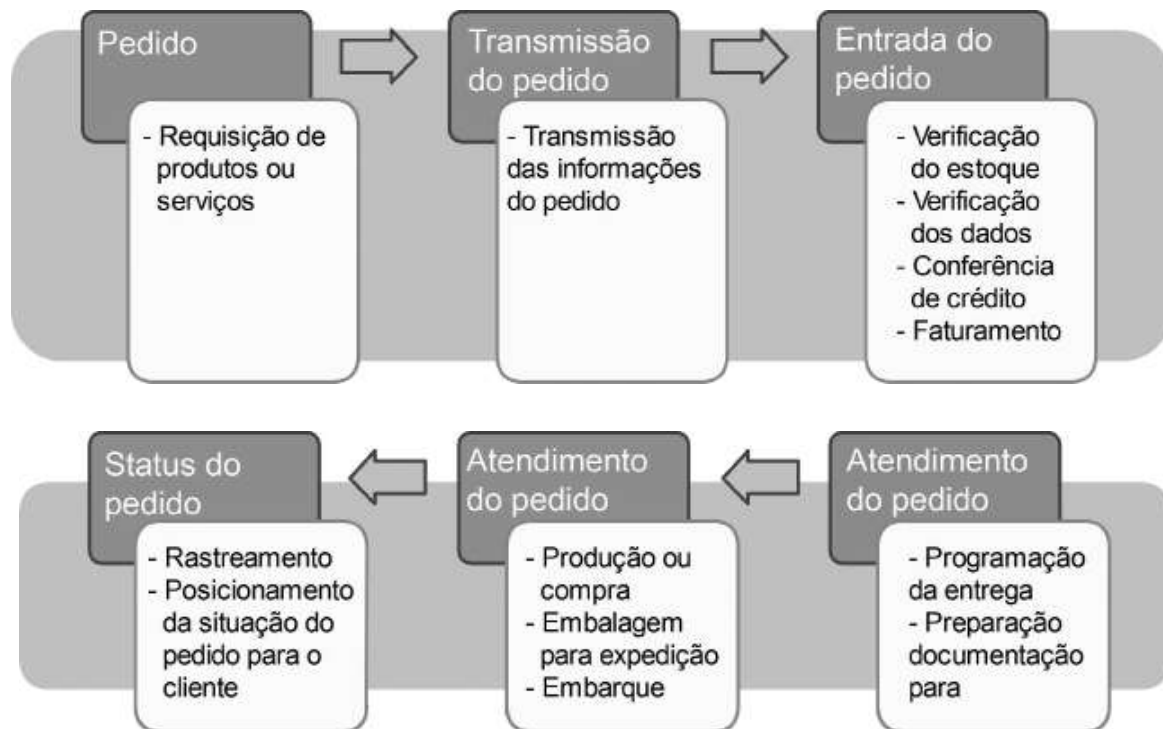 Pedido
- Requisição de
produtos ou
serviços
Transmissão
do pedido
- Transmissão
das informações
do pedido
Entrada do
pedido
- Verificação
do estoque
- Verificação
dos dados
- Conferência
de crédito
- Faturamento
Status do
pedido
- Rastreamento
- Posicionamento
da situação do
pedido para o
cliente
Atendimento
do pedido
- Produção ou
compra
- Embalagem
para expedição
- Embarque
Atendimento
do pedido
- Programação
da entrega
- Preparação
documentação
para